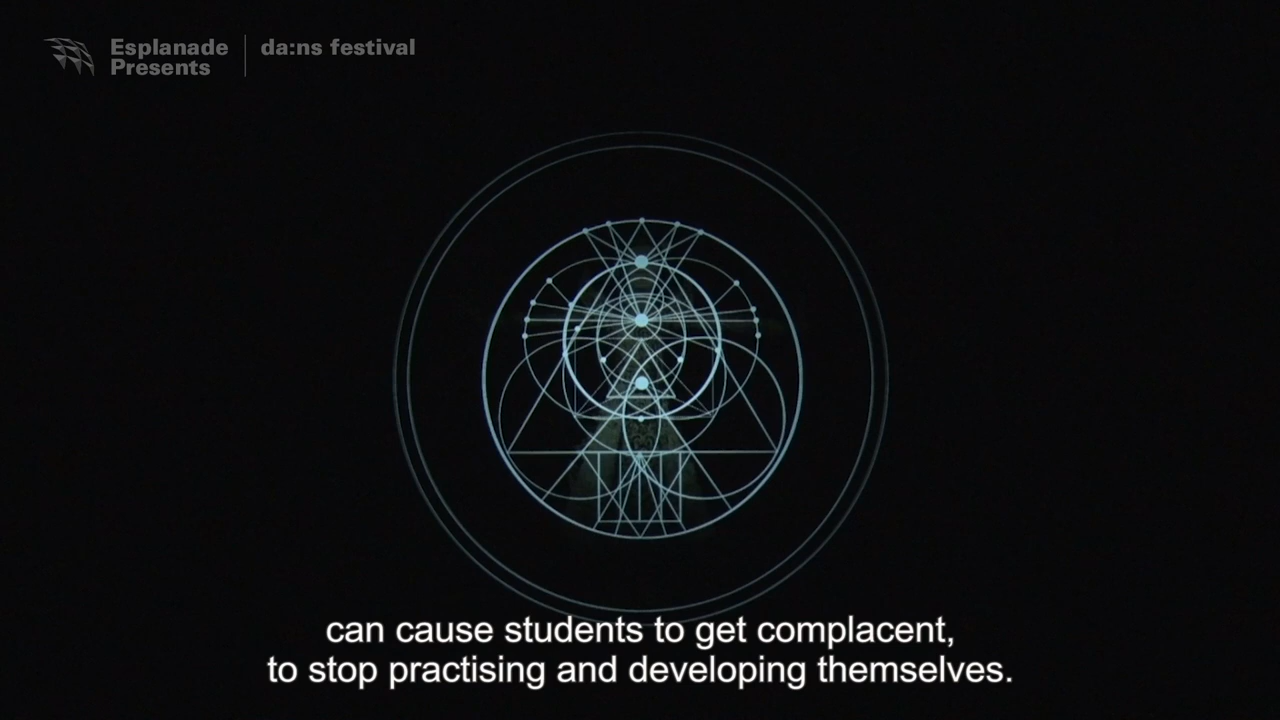 Esplanade
Presents
da:ns festival
can cause students to get complacent,
to stop practising and developing themselves.